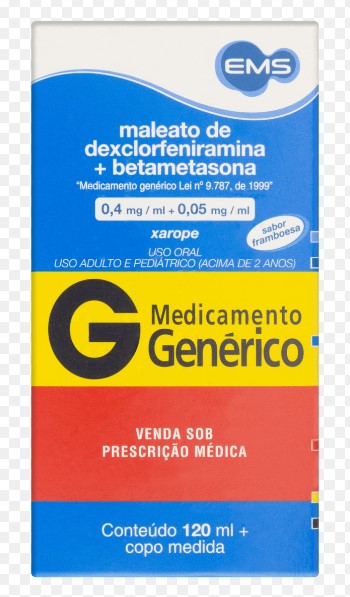 EMS
maleato de
dexclorfeniramina
+ betametasona
"Medicamento genérico Lei nº 9.787, de 1999"
0,4 mg / ml + 0,05 mg / ml
xarope
sabor
framboesa
USO ORAL
USO ADULTO E PEDIÁTRICO (ACIMA DE 2 ANOS)
G Medicamento
Genérico
VENDA SOB
PRESCRIÇÃO MÉDICA
Conteúdo 120 ml +
copo medida